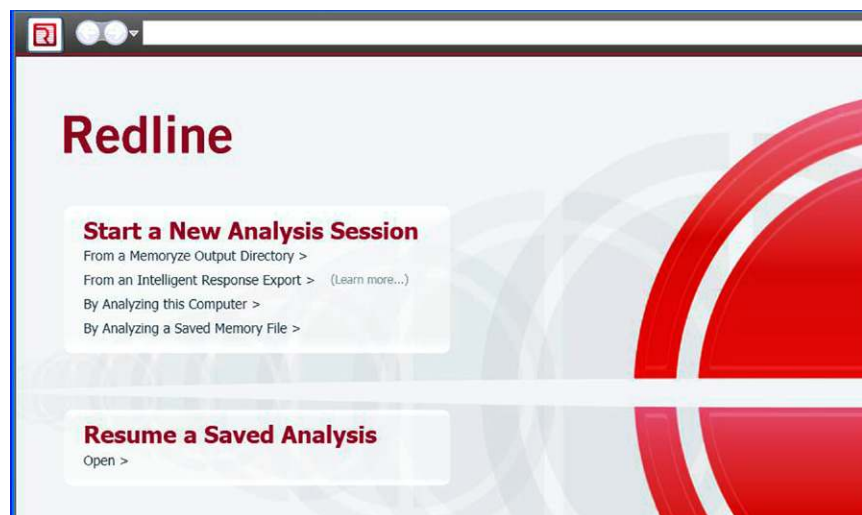 Redline
Start a New Analysis Session
From a Memoryze Output Directory >
From an Intelligent Response Export > (Learn more...)
By Analyzing this Computer >
By Analyzing a Saved Memory File >
Resume a Saved Analysis
Open >